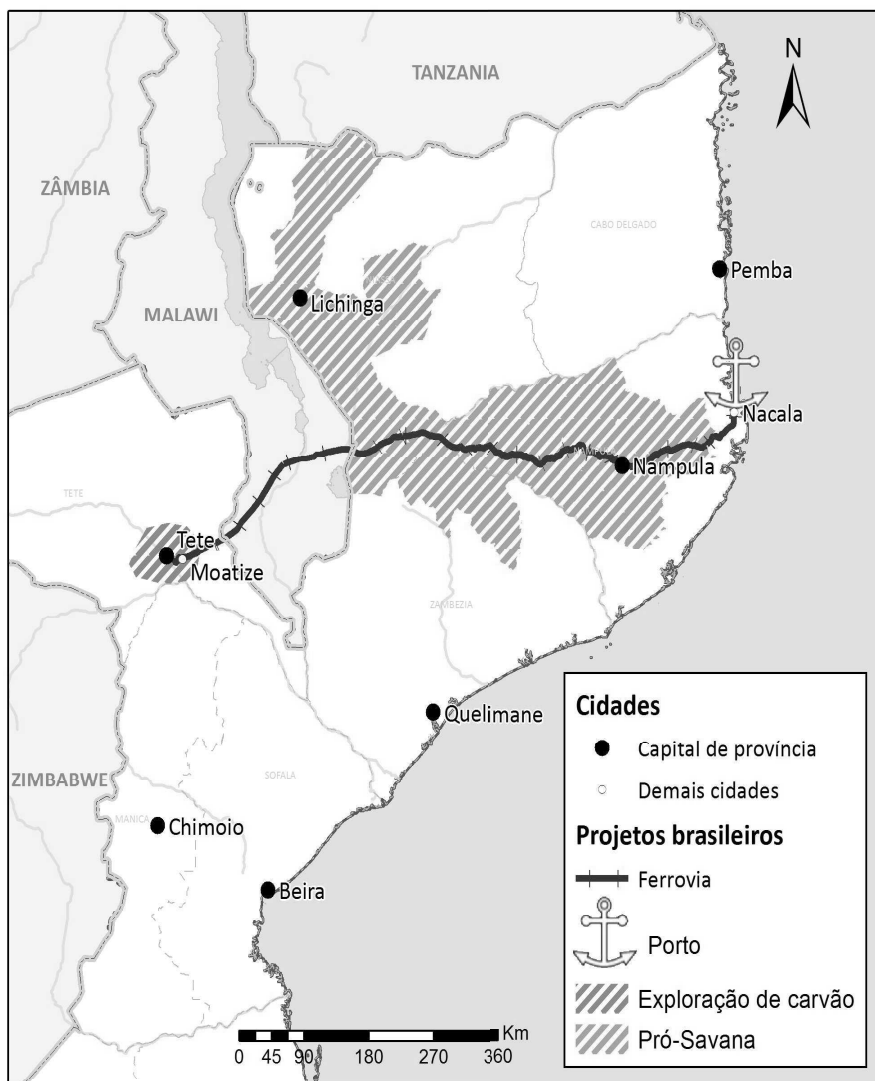 TANZANIA
N
ZÂMBIA
CABO DELGADO
Pemba
Lichinga
MALAWI
Nacala
NAMPULA
Nampula
TETE
Tete
Moatize
ZAMBEZIA
Quelimane
ZIMBABWE
SOFALA
MANICA
Chimoio
Beira
Cidades
Capital de província
Demais cidades
Projetos brasileiros
Ferrovia
Porto
Exploração de carvão
Pró-Savana
Km
0 45 90 180 270 360